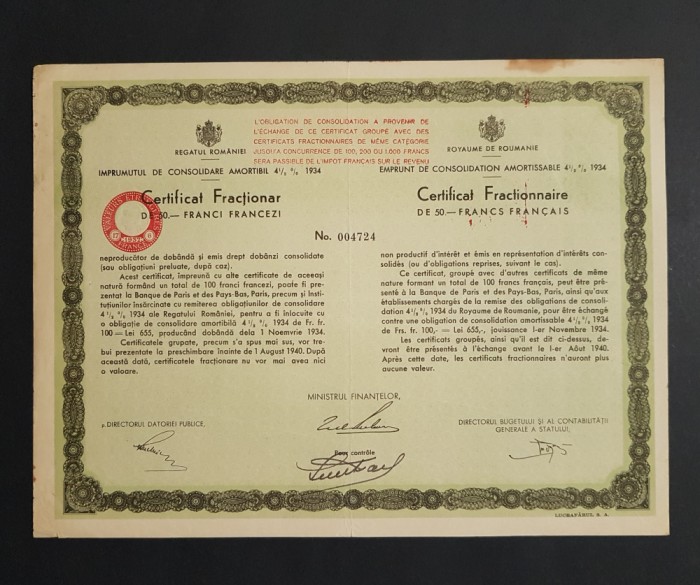 L'OBLIGATION DE CONSOLIDATION A PROVENIR DE
L'ÉCHANGE DE CE CERTIFICAT GROUPÉ AVEC DES
CERTIFICATS FRACTIONNAIRES DE MÊME CATÉGORIE
JUSQU'A CONCURRENCE DE 100, 200 OU 1.000 FRANCS
SERA PASSIBLE DE L'IMPOT FRANÇAIS SUR LE REVENU
REGATUL ROMÂNIEI
IMPRUMUTUL DE CONSOLIDARE AMORTIBIL 4½ % 1934
Certificat Fracționar
DE 50.— FRANCI FRANCEZI
ROYAUME DE ROUMANIE
EMPRUNT DE CONSOLIDATION AMORTISSABLE 4½ % 1934
Certificat Fractionnaire
DE 50.— FRANCS FRANÇAIS
VALEURS ETRANGÈRES
1937
FRANCE
No. 004724
neproducător de dobândă și emis drept dobânzi consolidate
(sau obligațiuni preluate, după caz).
Acest certificat, împreună cu alte certificate de aceeași
natură formând un total de 100 franci francezi, poate fi pre-
zentat la Banque de Paris et des Pays-Bas, Paris, precum și Insti-
tuțiunilor însărcinate cu remiterea obligațiunilor de consolidare
4½ % 1934 ale Regatului României, pentru a fi înlocuite cu
o obligație de consolidare amortibilă 4½ % 1934 de Fr. fr.
100 = Lei 655, producând dobândă dela 1 Noemvrie 1934.
Certificatele grupate, precum s'a spus mai sus, vor tre-
bui prezentate la preschimbare înainte de 1 August 1940. După
această dată, certificatele fracționare nu vor mai avea nici
o valoare.
non productif d'intérêt et émis en représentation d'intérêts con-
solidés (ou d'obligations reprises, suivant le cas).
Ce certificat, groupé avec d'autres certificats de même
nature formant un total de 100 francs français, peut être pré-
senté à la Banque de Paris et des Pays-Bas, Paris, ainsi qu'aux
établissements chargés de la remise des obligations de consoli-
dation 4½ % 1934 du Royaume de Roumanie, pour être échangé
contre une obligation de consolidation amortissable 4½ % 1934
de Frs. fr. 100,— = Lei 655,-, jouissance l-er Novembre 1934.
Les certificats groupés, ainsi qu'il est dit ci-dessus, de-
vront être présentés à l'échange avant le l-er Août 1940.
Après cette date, les certificats fractionnaires n'auront plus
aucune valeur.
MINISTRUL FINANȚELOR,
p. DIRECTORUL DATORIEI PUBLICE,
DIRECTORUL BUGETULUI ȘI AL CONTABILITĂȚII
GENERALE A STATULUI,
Pour contrôle
LUCEAFĂRUL S. A.